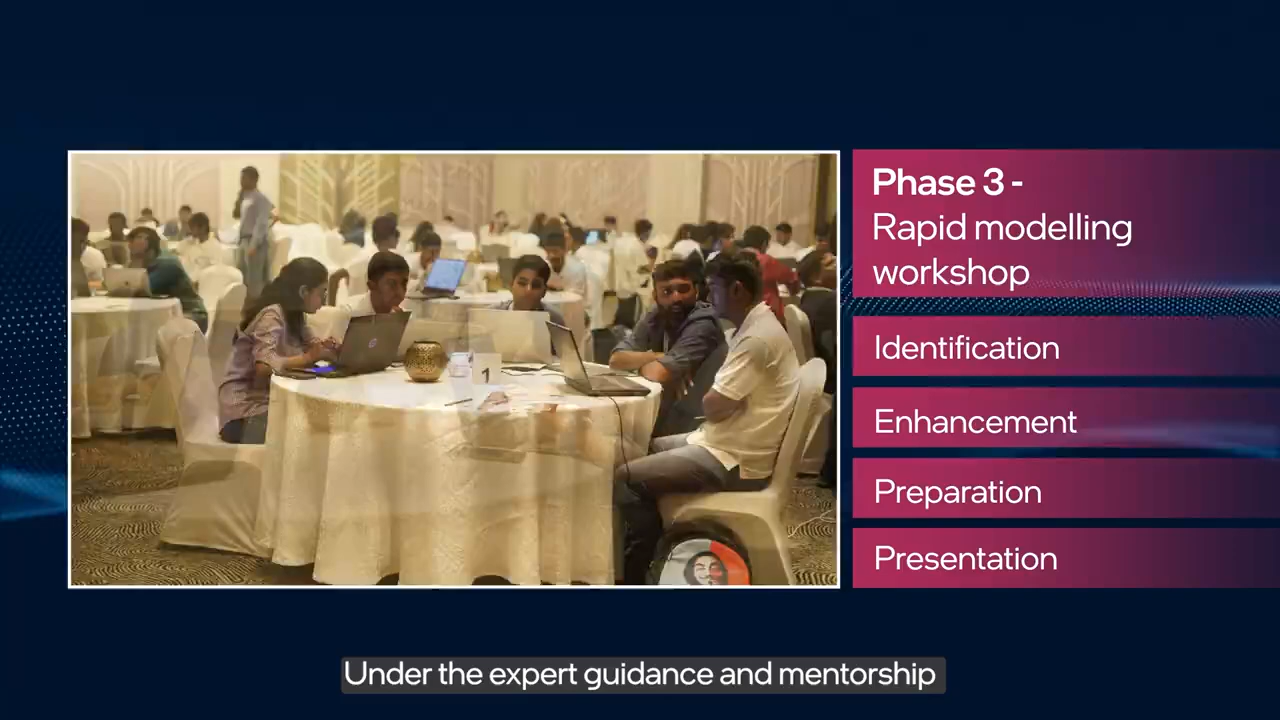 Phase 3 -
Rapid modelling
workshop
Identification
Enhancement
Preparation
Presentation
1
Under the expert guidance and mentorship